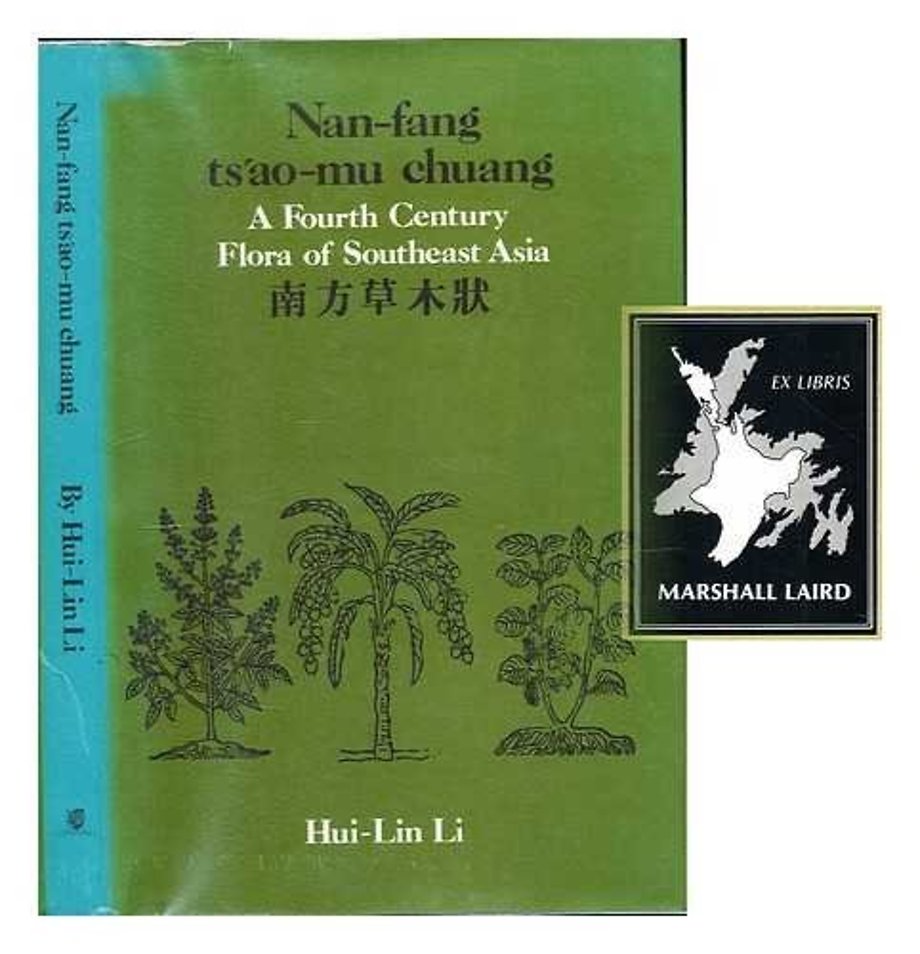 Nan-fang
ts'ao-mu chuang
A Fourth Century
Flora of Southeast Asia
南方草木狀
Hui-Lin Li
Nan-fang ts'ao-mu chuang
By Hui-Lin Li
EX LIBRIS
MARSHALL LAIRD